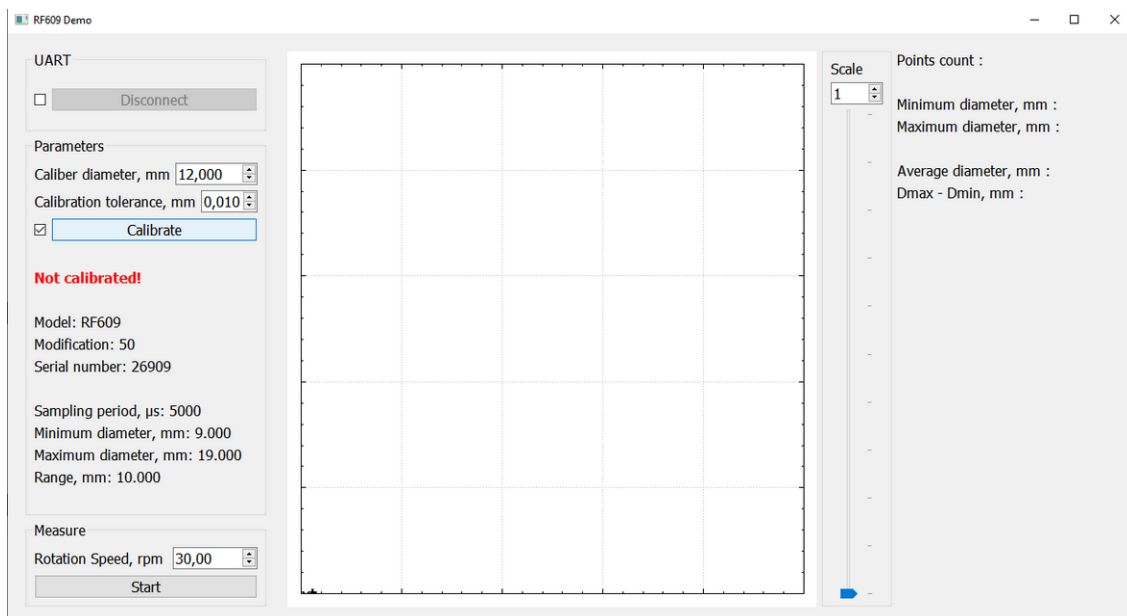 RF609 Demo
UART
Disconnect
Parameters
Caliber diameter, mm 12,000
Calibration tolerance, mm 0,010
Calibrate
Not calibrated!
Model: RF609
Modification: 50
Serial number: 26909
Sampling period, µs: 5000
Minimum diameter, mm: 9.000
Maximum diameter, mm: 19.000
Range, mm: 10.000
Measure
Rotation Speed, rpm 30,00
Start
Scale
1
Points count :
Minimum diameter, mm :
Maximum diameter, mm :
Average diameter, mm :
Dmax - Dmin, mm :